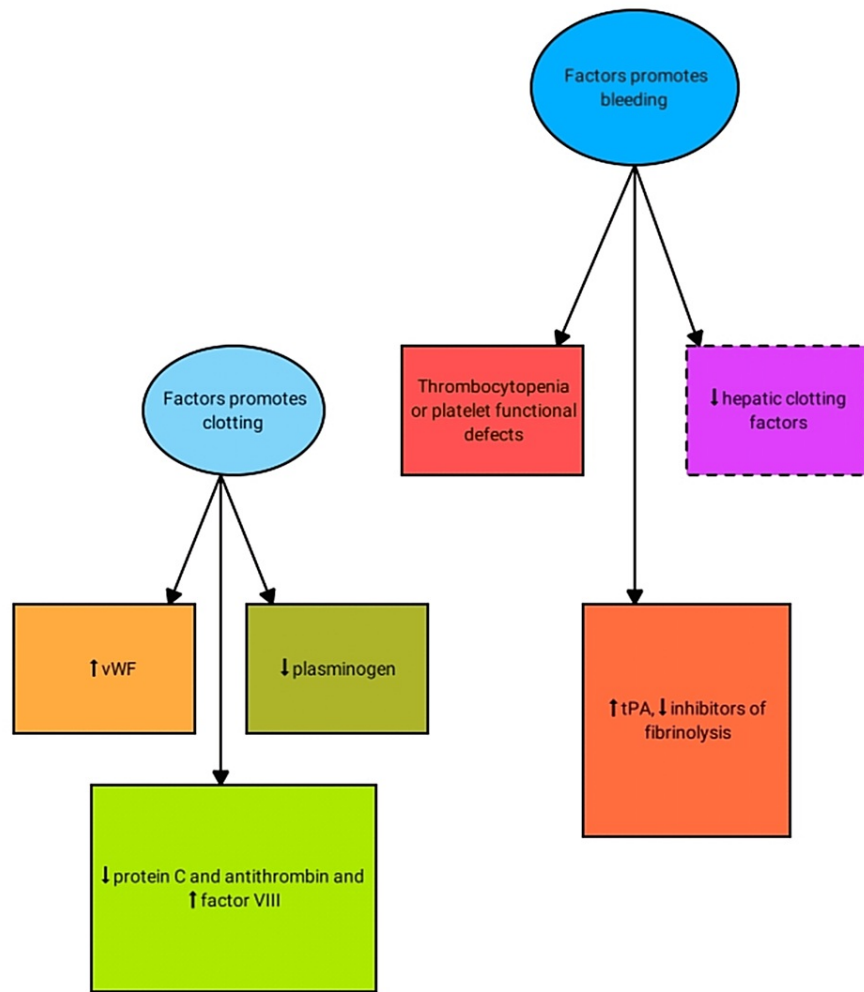 Factors promotes
bleeding
Thrombocytopenia
or platelet functional
defects
↓hepatic clotting
factors
Factors promotes
clotting
↑vWF
↓plasminogen
↑tPA,↓inhibitors of
fibrinolysis
↓protein C and antithrombin and
↑factor VIII